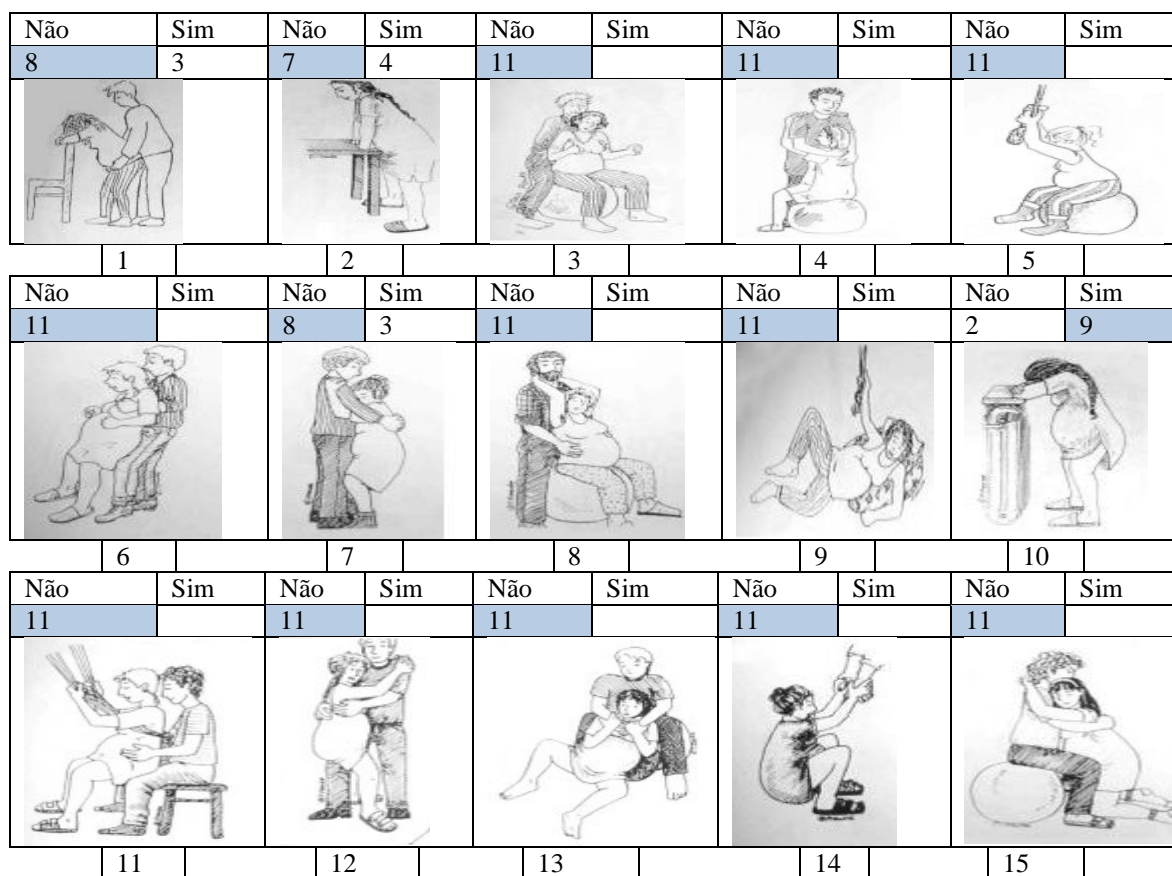 Não Sim Não Sim Não Sim Não Sim Não Sim
8 3 7 4 11 11 11
1 2 3 4 5
Não Sim Não Sim Não Sim Não Sim Não Sim
11 8 3 11 11 2 9
6 7 8 9 10
Não Sim Não Sim Não Sim Não Sim Não Sim
11 11 11 11 11
11 12 13 14 15